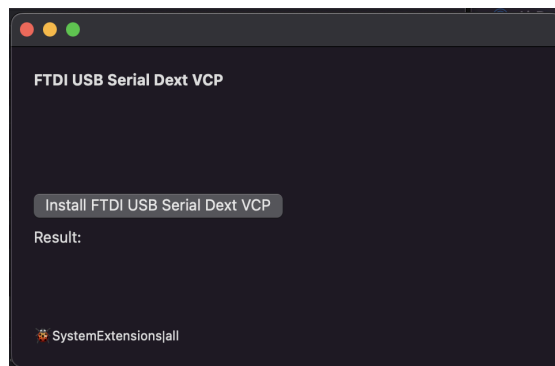 FTDI USB Serial Dext VCP
Install FTDI USB Serial Dext VCP
Result:
🐞 SystemExtensions|all